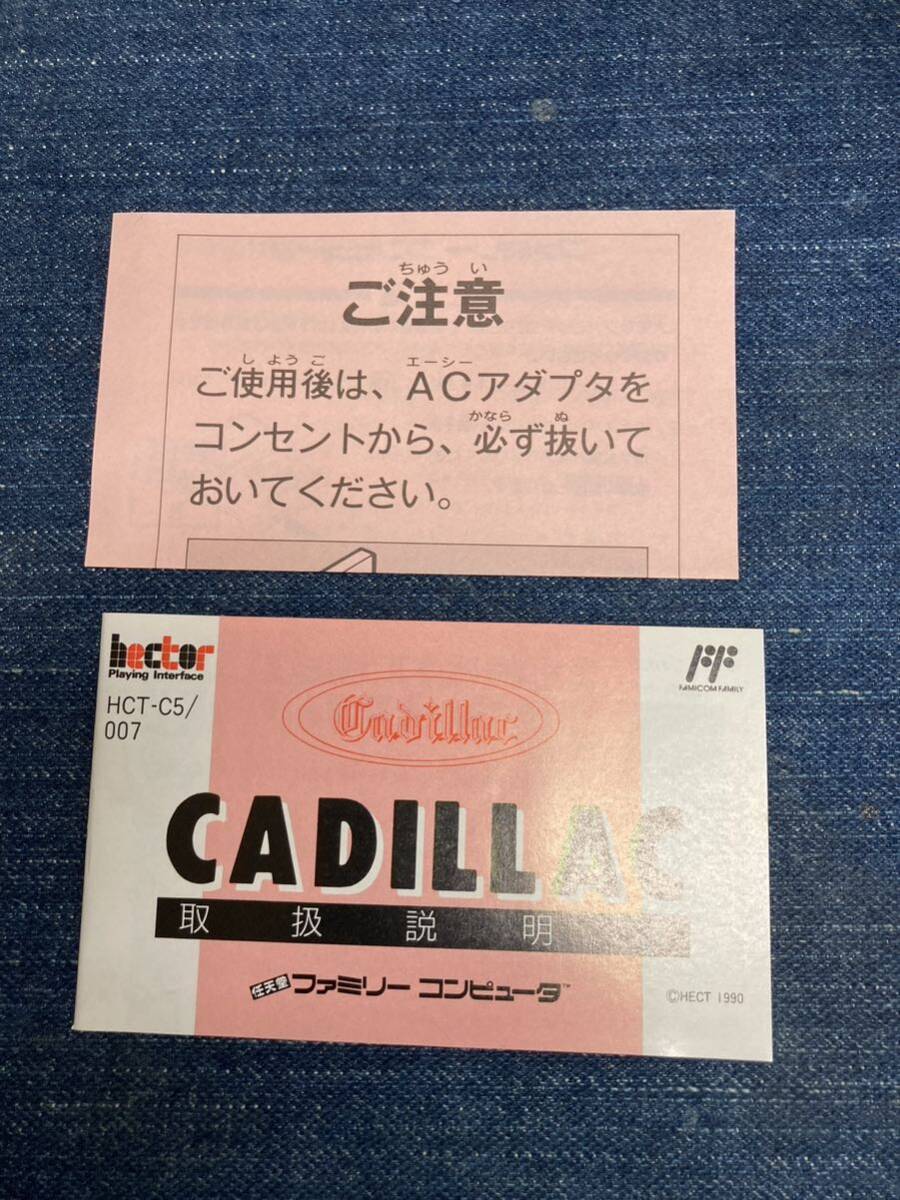 ちゅう い
ご注意
し よう ご エーシー
ご使用後は、ACアダプタを
かなら ぬ
コンセントから、必ず抜いて
おいてください。
hector
Playing Interface
HCT-C5/
007
FAMICOM FAMILY
Cadillac
CADILLAC
取扱説明
任天堂 ファミリー コンピュータ™
©HECT 1990